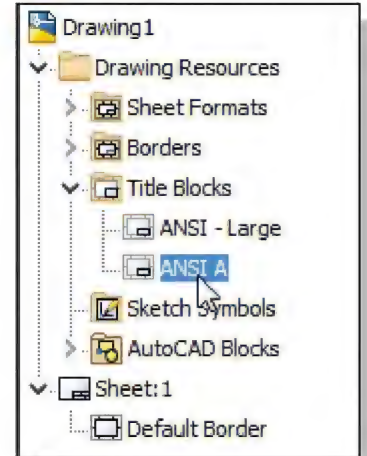 Drawing1
Drawing Resources
Sheet Formats
Borders
Title Blocks
ANSI - Large
ANSI A
Sketch Symbols
AutoCAD Blocks
Sheet:1
Default Border